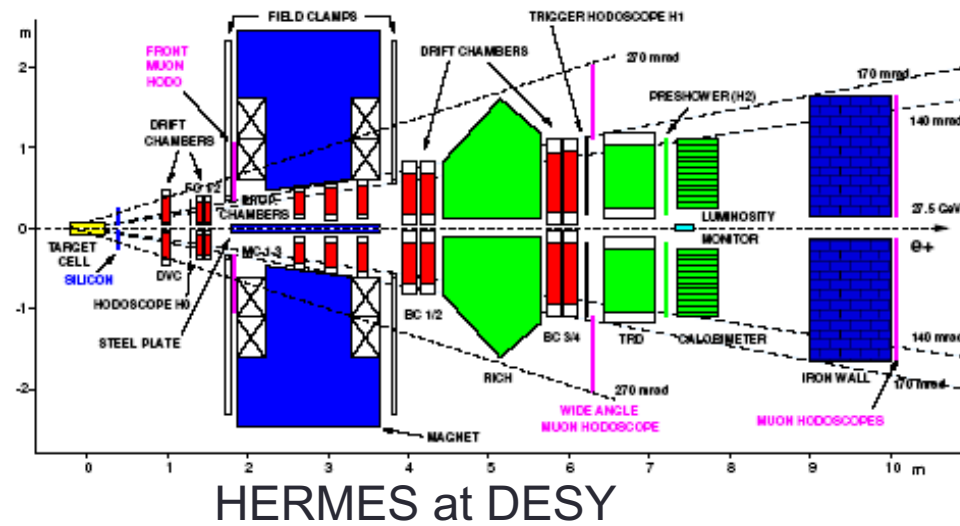 FIELD CLAMPS
TRIGGER HODOSCOPE H1
m
FRONT
MUON
HODO
DRIFT CHAMBERS
270 mrad
170 mrad
2
PRESHOWER (H2)
140 mrad
DRIFT
CHAMBERS
1
FC 1/2
CHAMBERS
LUMINOSITY
27.5 GeV
0
MONITOR
e+
TARGET
CELL
DVC
MC 1-3
SILICON
HODOSCOPE H0
-1
BC 1/2
BC 3/4
TRD
CALORIMETER
140 mrad
STEEL PLATE
RICH
IRON WALL
170 mrad
-2
270 mrad
WIDE ANGLE
MUON HODOSCOPE
MUON HODOSCOPES
MAGNET
0 1 2 3 4 5 6 7 8 9 10 m
HERMES at DESY